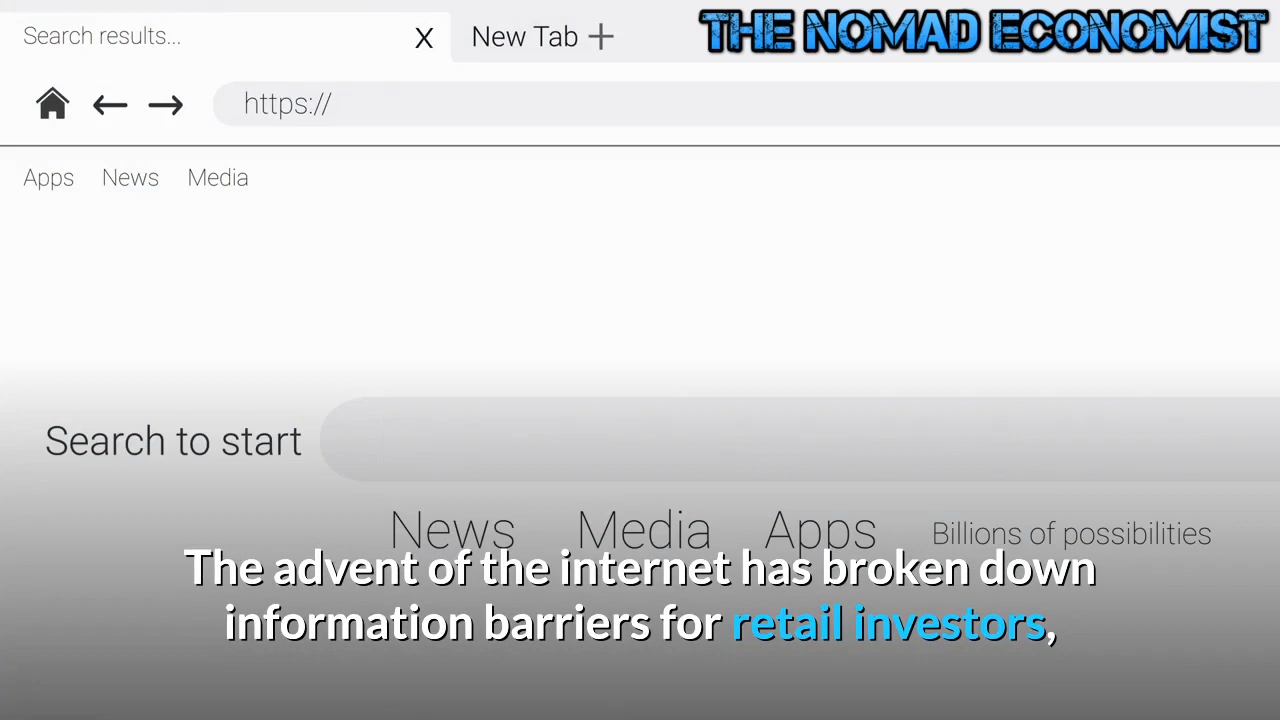 Search results...
X
New Tab +
THE NOMAD ECONOMIST
https://
Apps News Media
Search to start
News Media Apps Billions of possibilities
The advent of the internet has broken down
information barriers for retail investors,